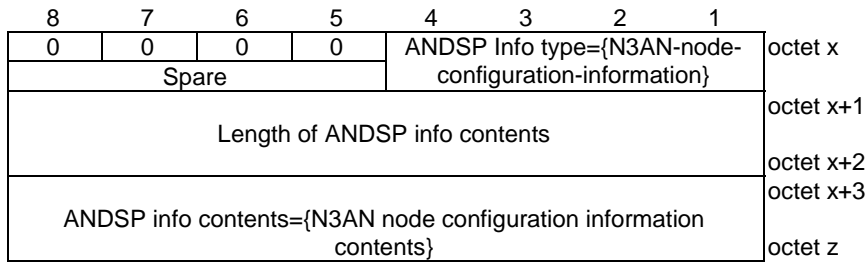 8 7 6 5 4 3 2 1
0 0 0 0 ANDSP Info type={N3AN-node- octet x
Spare configuration-information}
octet x+1
Length of ANDSP info contents
octet x+2
octet x+3
ANDSP info contents={N3AN node configuration information
contents} octet z